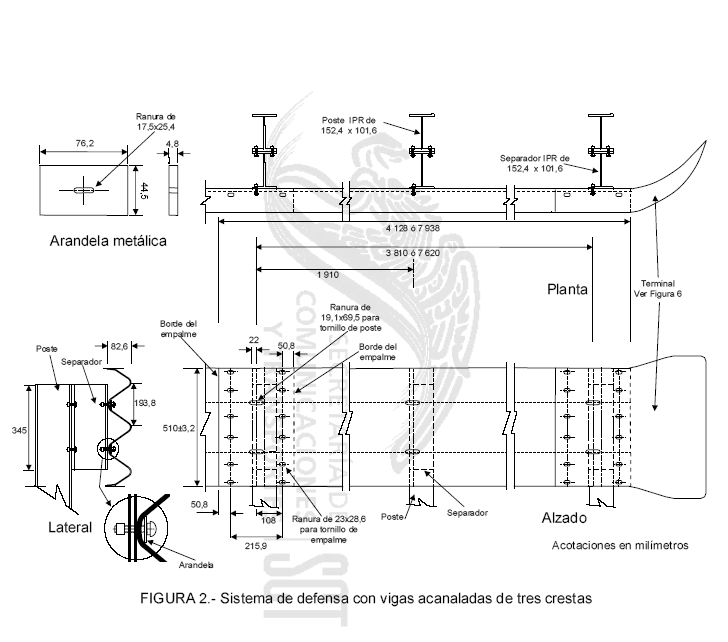 Ranura de
17,5x25,4
76,2
4,8
44,5
Arandela metálica
Poste IPR de
152,4 x 101,6
Separador IPR de
152,4 x 101,6
4 128 ó 7 938
3 810 ó 7 620
1 910
Planta
Terminal
Ver Figura 6
Borde del
empalme
Ranura de
19,1x69,5 para
tornillo de poste
22
50,8
Borde del
empalme
82,6
Poste
Separador
193,8
345
510±3,2
50,8
108
215,9
Ranura de 23x28,6
para tornillo de
empalme
Poste
Separador
Lateral
Arandela
Alzado
Acotaciones en milímetros
SECRETARÍA DE
COMUNICACIONES
Y TRANSPORTES
SCT
FIGURA 2.- Sistema de defensa con vigas acanaladas de tres crestas